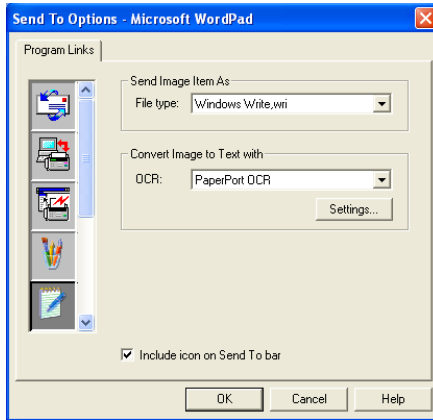 Send To Options - Microsoft WordPad
Program Links
Send Image Item As
File type:
Windows Write,wri
Convert Image to Text with
OCR:
PaperPort OCR
Settings...
Include icon on Send To bar
OK
Cancel
Help